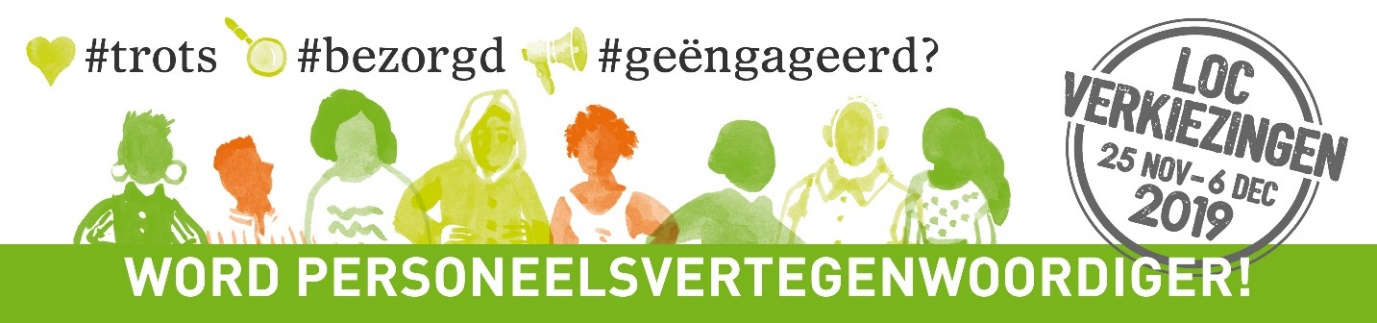 #trots #bezorgd #geëngageerd?
LOC
VERKIEZINGEN
25 NOV-6 DEC
2019
WORD PERSONEELSVERTEGENWOORDIGER!